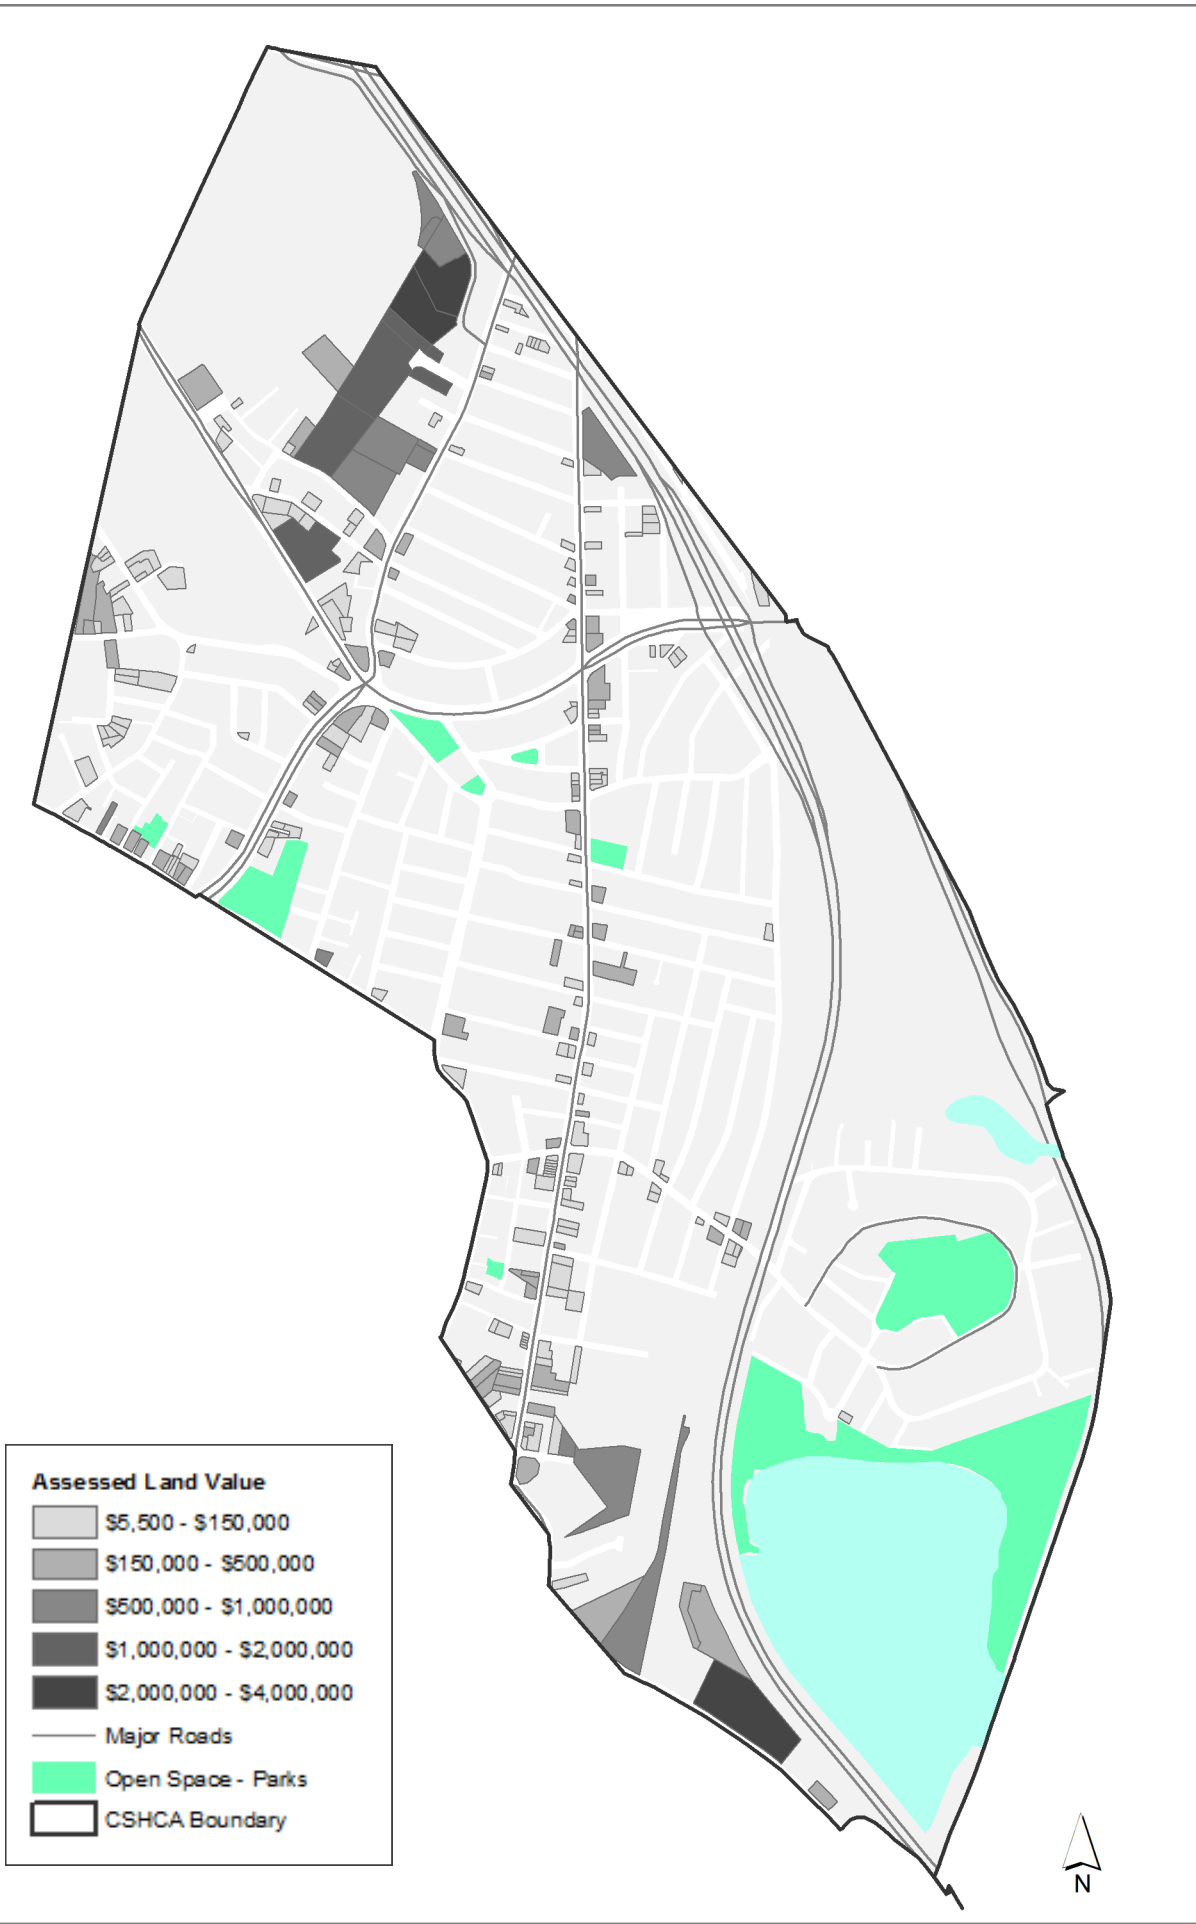 Assessed Land Value
$5,500 - $150,000
$150,000 - $500,000
$500,000 - $1,000,000
$1,000,000 - $2,000,000
$2,000,000 - $4,000,000
Major Roads
Open Space - Parks
CSHCA Boundary
N